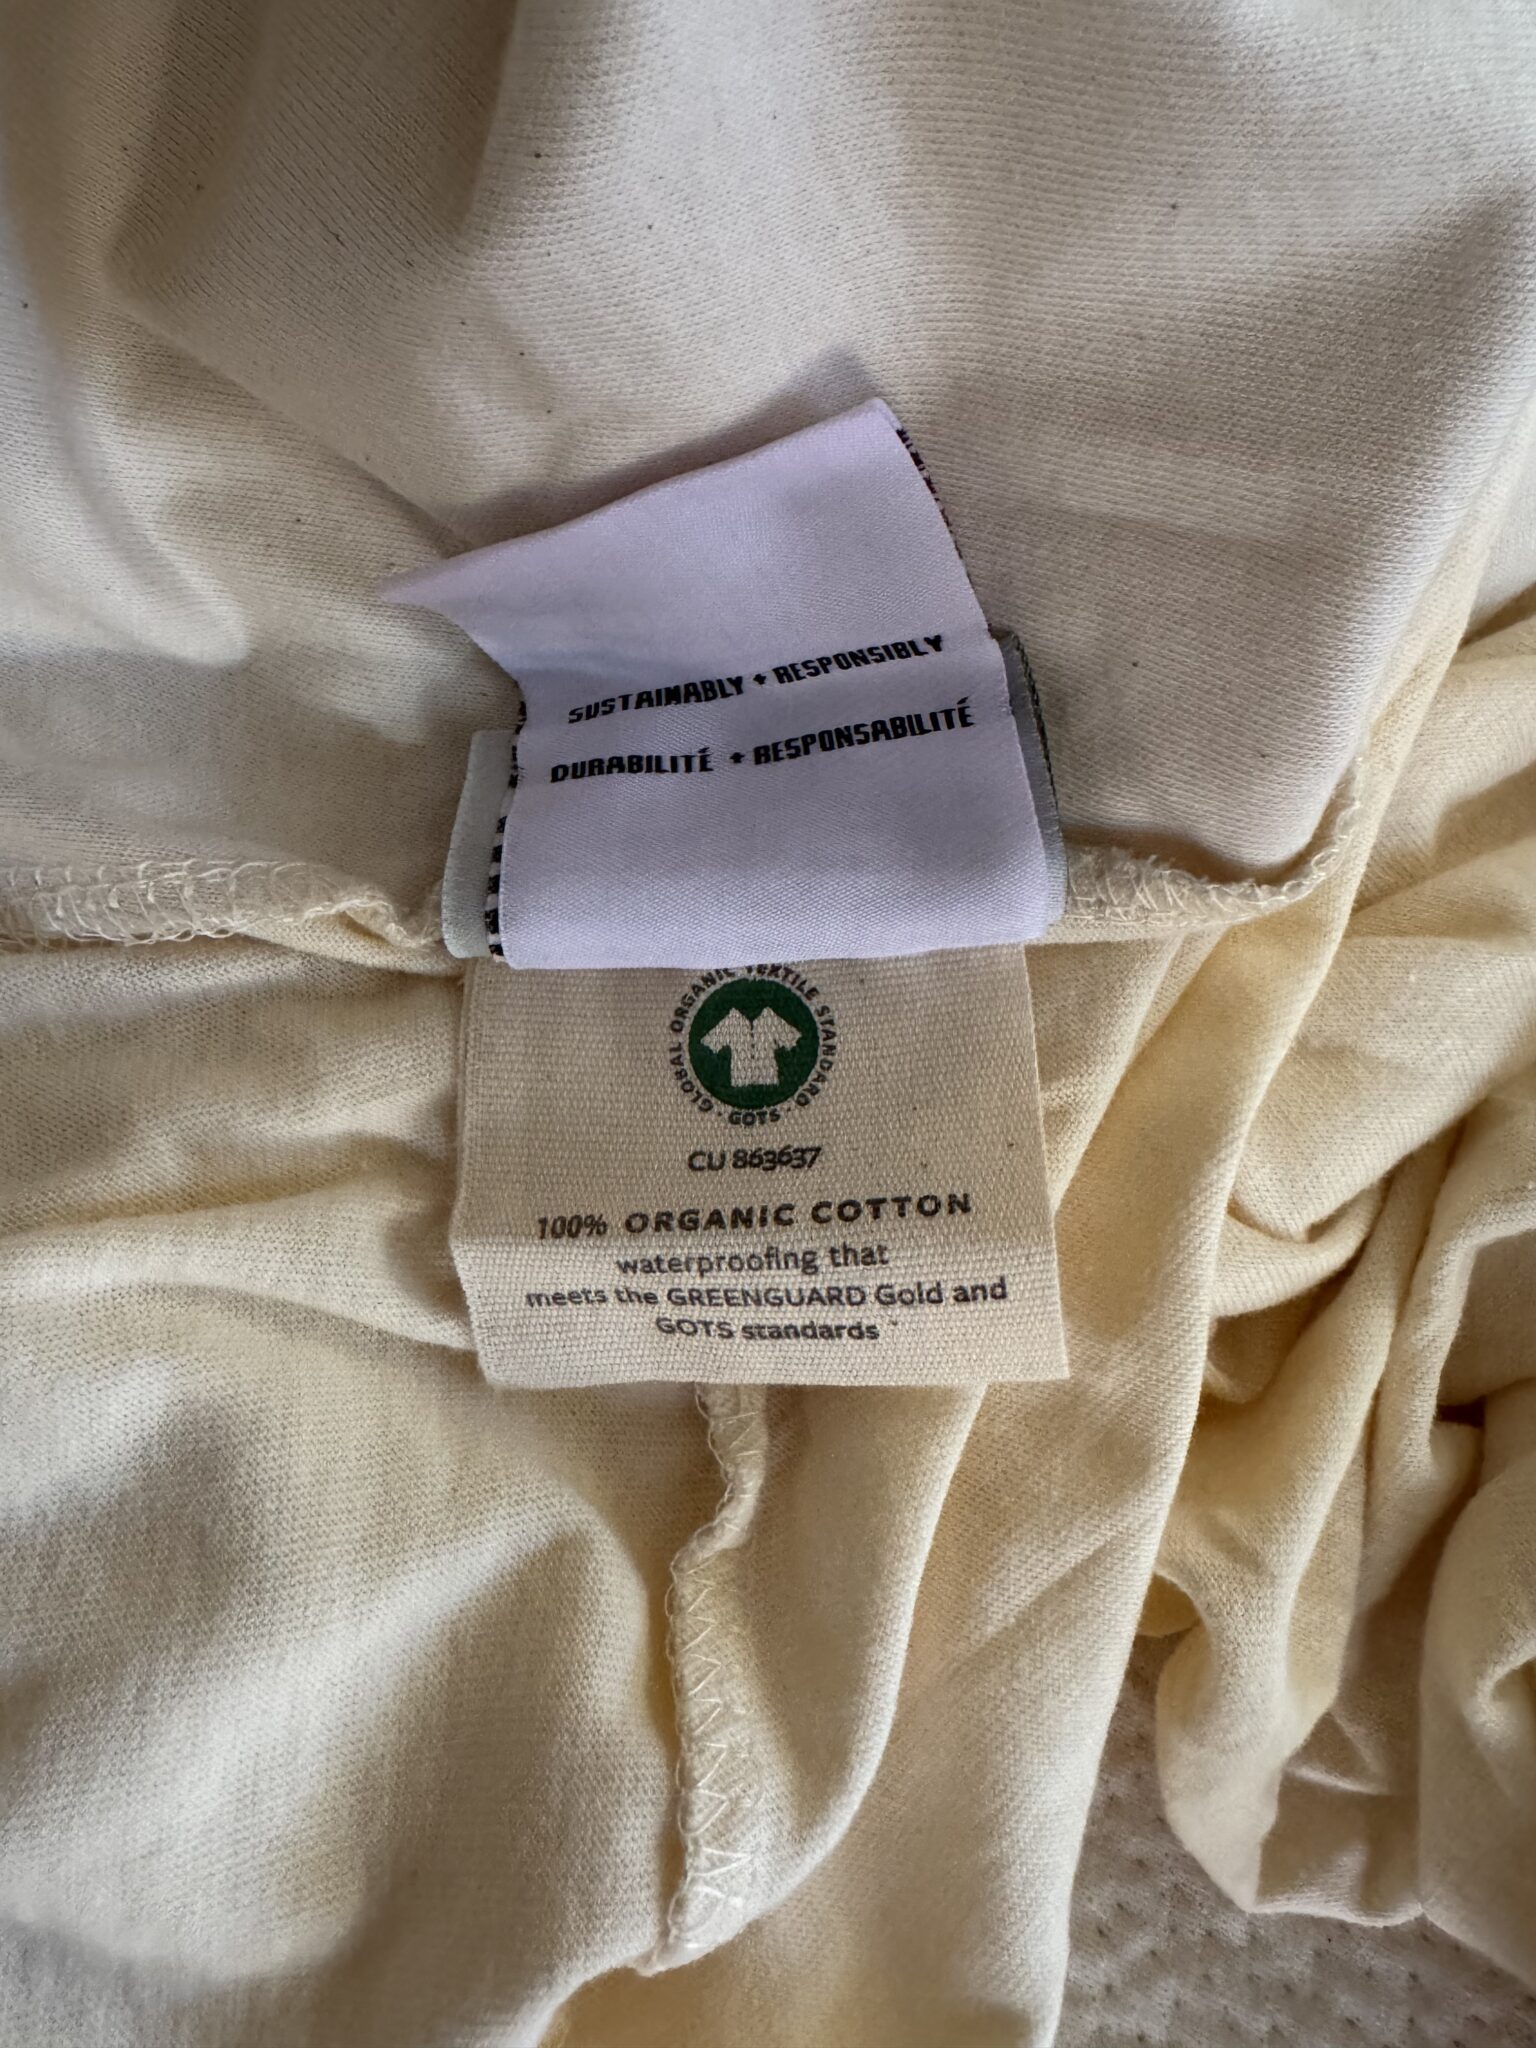 SUSTAINABLY + RESPONSIBLY
DURABILITÉ + RESPONSABILITÉ
GLOBAL ORGANIC TEXTILE STANDARD · GOTS ·
CU 863637
100% ORGANIC COTTON
waterproofing that
meets the GREENGUARD Gold and
GOTS standards